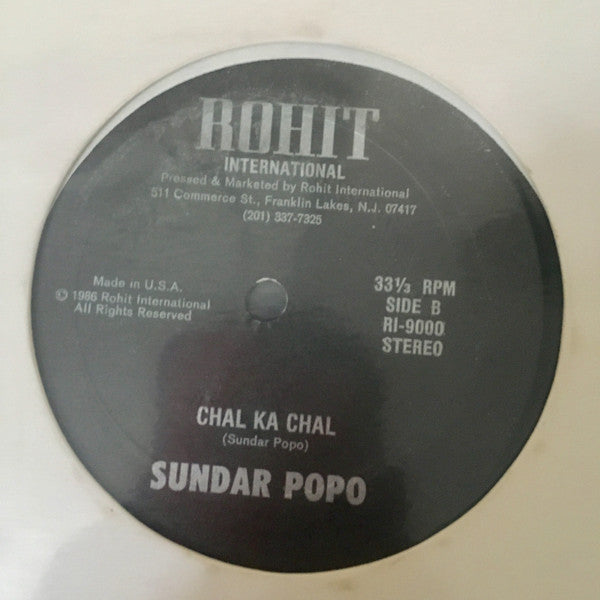 ROHIT
INTERNATIONAL
Pressed & Marketed by Rohit International
511 Commerce St., Franklin Lakes, N.J. 07417
(201) 337-7325
Made in U.S.A.
© 1986 Rohit International
All Rights Reserved
33⅓ RPM
SIDE B
RI-9000
STEREO
CHAL KA CHAL
(Sundar Popo)
SUNDAR POPO